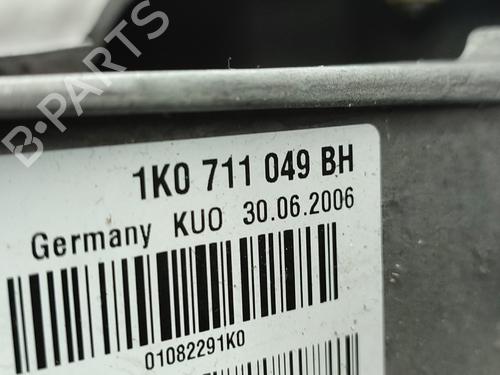 B-PARTS
1K0 711 049 BH
Germany KUO 30.06.2006
01082291K0